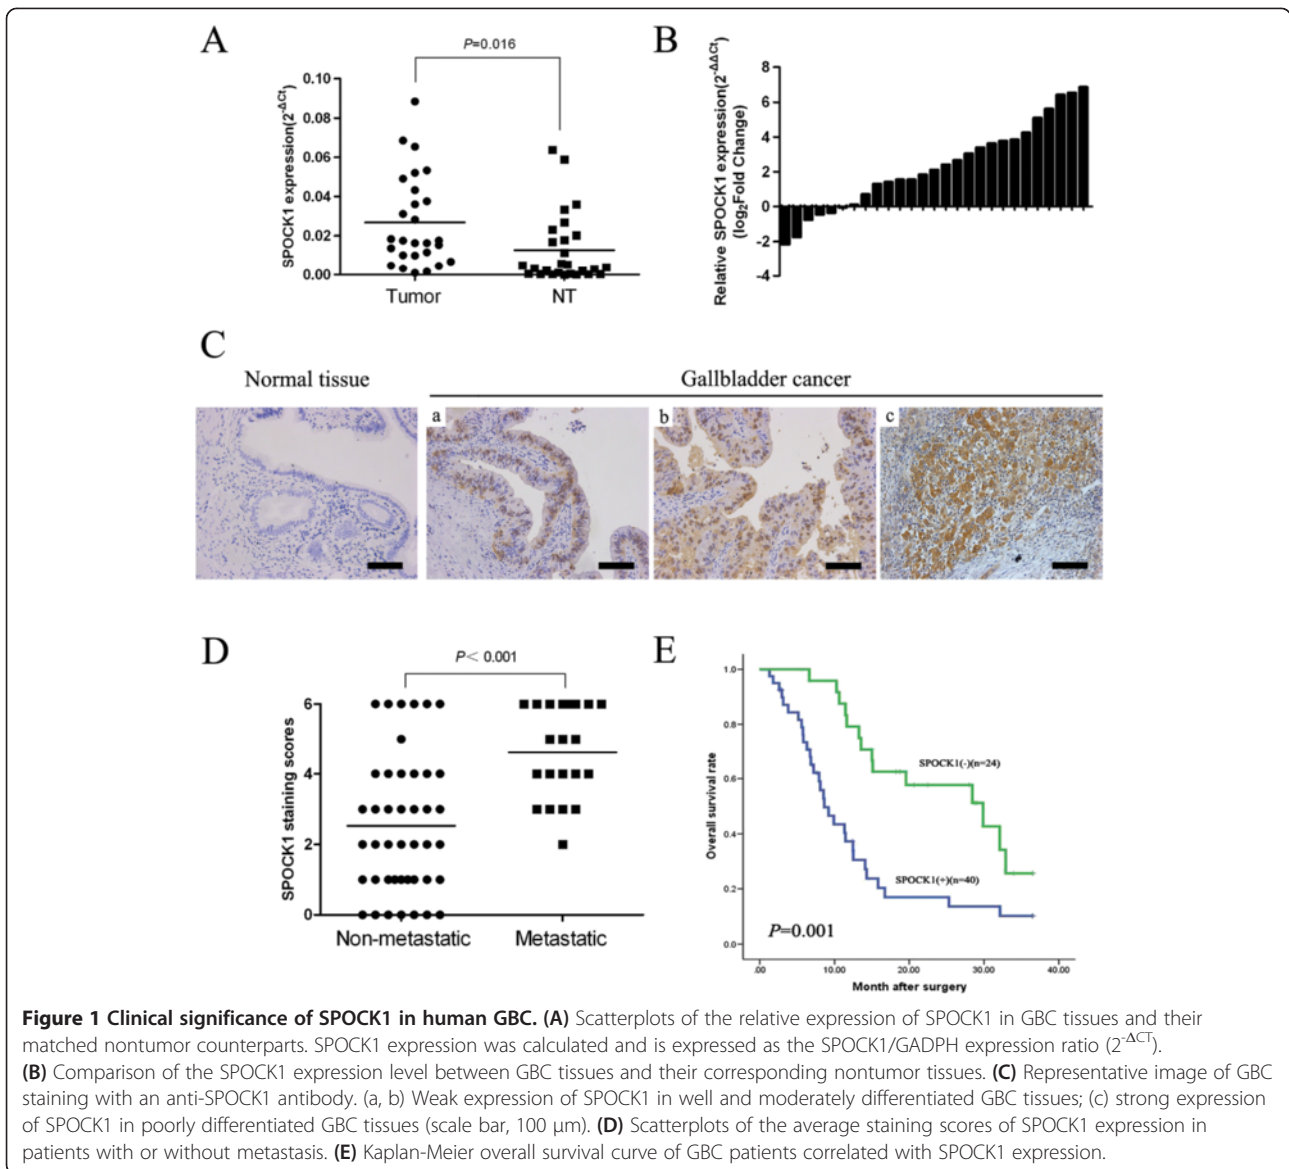 A
P=0.016
SPOCK1 expression(2-ΔCt)
0.10
0.08
0.06
0.04
0.02
0.00
Tumor
NT
B
Relative SPOCK1 expression(2-ΔΔCt)
(log2Fold Change)
8
6
4
2
0
-2
-4
C
Normal tissue
Gallbladder cancer
a
b
c
D
P< 0.001
SPOCK1 staining scores
6
4
2
0
Non-metastatic
Metastatic
E
Overall survival rate
1.0
0.8
0.6
0.4
0.2
0.0
SPOCK1(-)(n=24)
SPOCK1(+)(n=40)
P=0.001
.00
10.00
20.00
30.00
40.00
Month after surgery
Figure 1 Clinical significance of SPOCK1 in human GBC. (A) Scatterplots of the relative expression of SPOCK1 in GBC tissues and their
matched nontumor counterparts. SPOCK1 expression was calculated and is expressed as the SPOCK1/GADPH expression ratio (2-ΔCT).
(B) Comparison of the SPOCK1 expression level between GBC tissues and their corresponding nontumor tissues. (C) Representative image of GBC
staining with an anti-SPOCK1 antibody. (a, b) Weak expression of SPOCK1 in well and moderately differentiated GBC tissues; (c) strong expression
of SPOCK1 in poorly differentiated GBC tissues (scale bar, 100 μm). (D) Scatterplots of the average staining scores of SPOCK1 expression in
patients with or without metastasis. (E) Kaplan-Meier overall survival curve of GBC patients correlated with SPOCK1 expression.